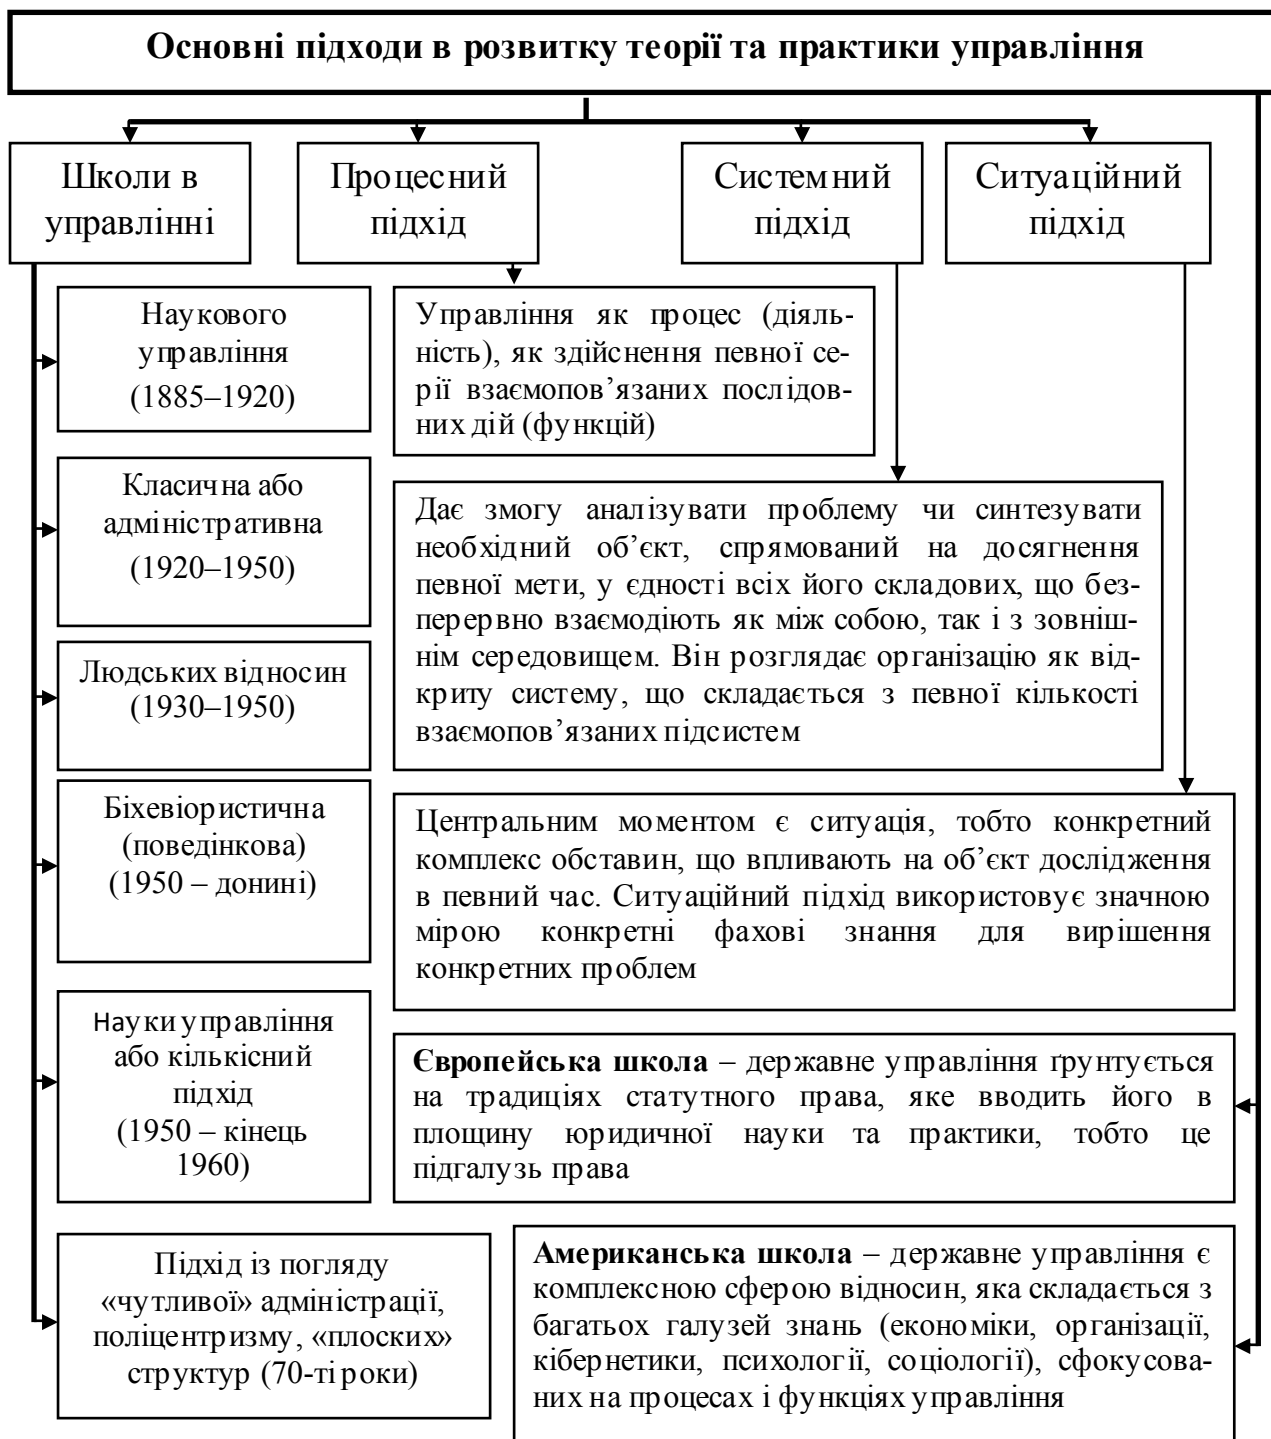 Основні підходи в розвитку теорії та практики управління
Школи в
управлінні
Процесний
підхід
Системний
підхід
Ситуаційний
підхід
Наукового
управління
(1885–1920)
Управління як процес (діяль-
ність), як здійснення певної се-
рії взаємопов’язаних послідов-
них дій (функцій)
Класична або
адміністративна
(1920–1950)
Дає змогу аналізувати проблему чи синтезувати
необхідний об’єкт, спрямований на досягнення
певної мети, у єдності всіх його складових, що без-
перервно взаємодіють як між собою, так і з зовніш-
нім середовищем. Він розглядає організацію як від-
криту систему, що складається з певної кількості
взаємопов’язаних підсистем
Людських відносин
(1930–1950)
Біхевіористична
(поведінкова)
(1950 – донині)
Центральним моментом є ситуація, тобто конкретний
комплекс обставин, що впливають на об’єкт дослідження
в певний час. Ситуаційний підхід використовує значною
мірою конкретні фахові знання для вирішення
конкретних проблем
Науки управління
або кількісний
підхід
(1950 – кінець
1960)
Європейська школа – державне управління ґрунтується
на традиціях статутного права, яке вводить його в
площину юридичної науки та практики, тобто це
підгалузь права
Підхід із погляду
«чутливої» адміністрації,
поліцентризму, «плоских»
структур (70-ті роки)
Американська школа – державне управління є
комплексною сферою відносин, яка складається з
багатьох галузей знань (економіки, організації,
кібернетики, психології, соціології), сфокусова-
них на процесах і функціях управління